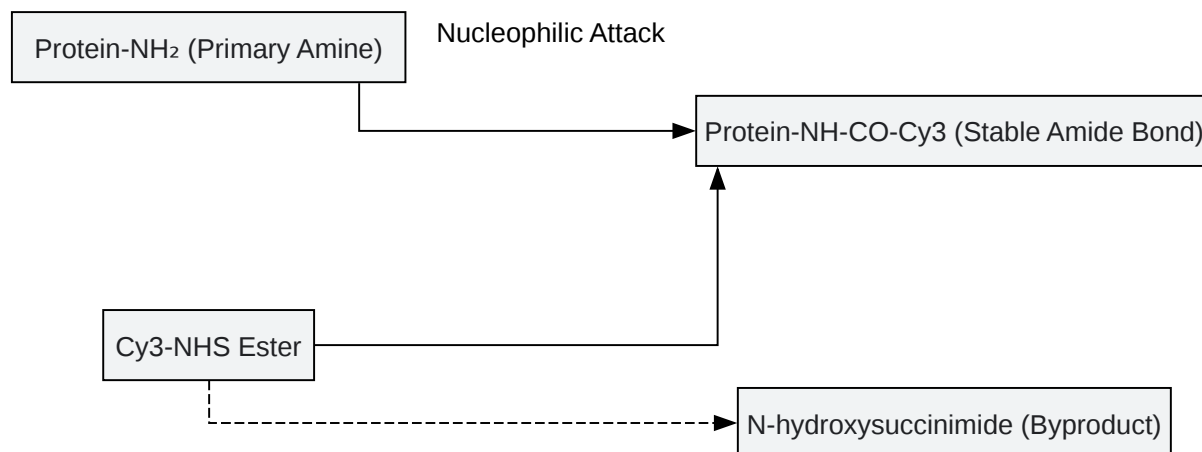 Protein-NH₂ (Primary Amine)
Nucleophilic Attack
Protein-NH-CO-Cy3 (Stable Amide Bond)
Cy3-NHS Ester
N-hydroxysuccinimide (Byproduct)